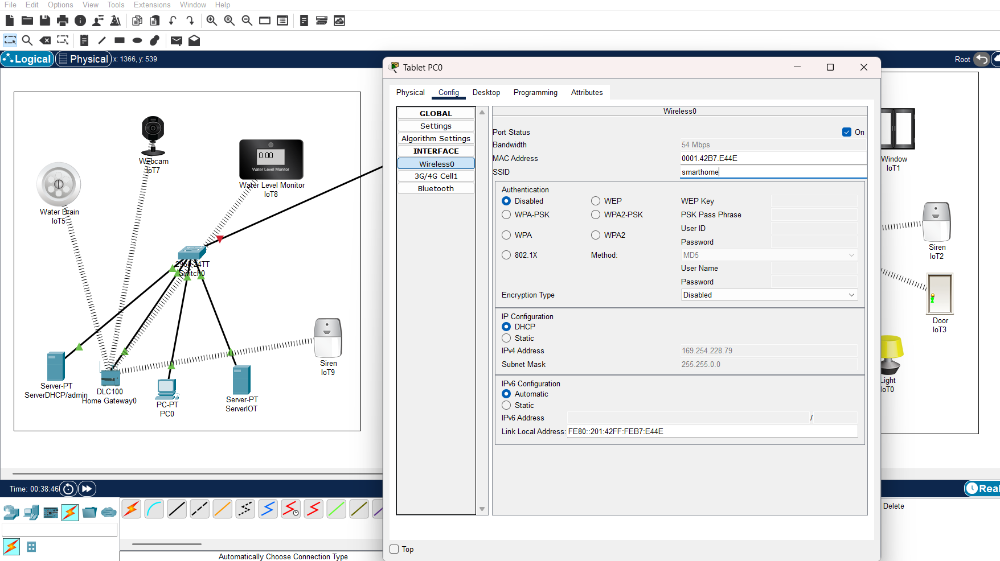 File Edit Options View Tools Extensions Window Help
Logical Physical x: 1366, y: 539
Root
Tablet PC0
Physical Config Desktop Programming Attributes
GLOBAL
Settings
Algorithm Settings
INTERFACE
Wireless0
3G/4G Cell1
Bluetooth
Wireless0
Port Status On
Bandwidth 54 Mbps
MAC Address 0001.42B7.E44E
SSID smarthome
Authentication
Disabled WEP WEP Key
WPA-PSK WPA2-PSK PSK Pass Phrase
User ID
WPA WPA2
Password
802.1X Method: MD5
User Name
Password
Encryption Type Disabled
IP Configuration
DHCP
Static
IPv4 Address 169.254.228.79
Subnet Mask 255.255.0.0
IPv6 Configuration
Automatic
Static
IPv6 Address /
Link Local Address: FE80::201:42FF:FEB7:E44E
Top
Webcam
IoT7
0.00
Water Level Monitor
Water Level Monitor
IoT8
Water Drain
IoT5
2960-24TT
Switch0
Siren
IoT9
Server-PT
ServerDHCP/admin
DLC100
Home Gateway0
PC-PT
PC0
Server-PT
ServerIOT
Window
IoT1
Siren
IoT2
Door
IoT3
Light
IoT0
Time: 00:38:46
Real
Delete
Automatically Choose Connection Type